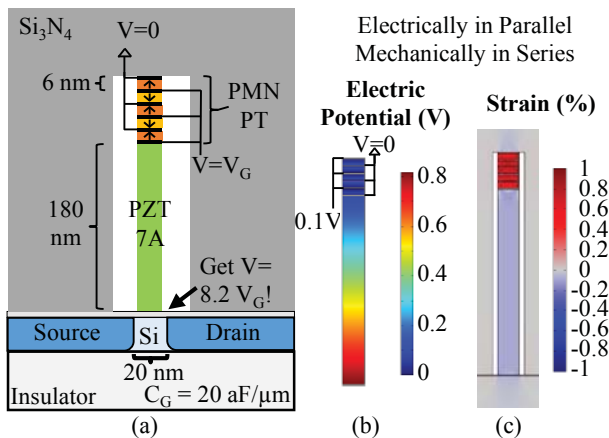 Si₃N₄
V=0
6 nm
PMN
PT
V=V_G
180
nm
PZT
7A
Get V=
8.2 V_G!
Source
Si
Drain
20 nm
Insulator
C_G = 20 aF/µm
(a)
Electrically in Parallel
Mechanically in Series
Electric
Potential (V)
V=0
0.1V
0.8
0.6
0.4
0.2
0
(b)
Strain (%)
1
0.8
0.6
0.4
0.2
0
-0.2
-0.4
-0.6
-0.8
-1
(c)